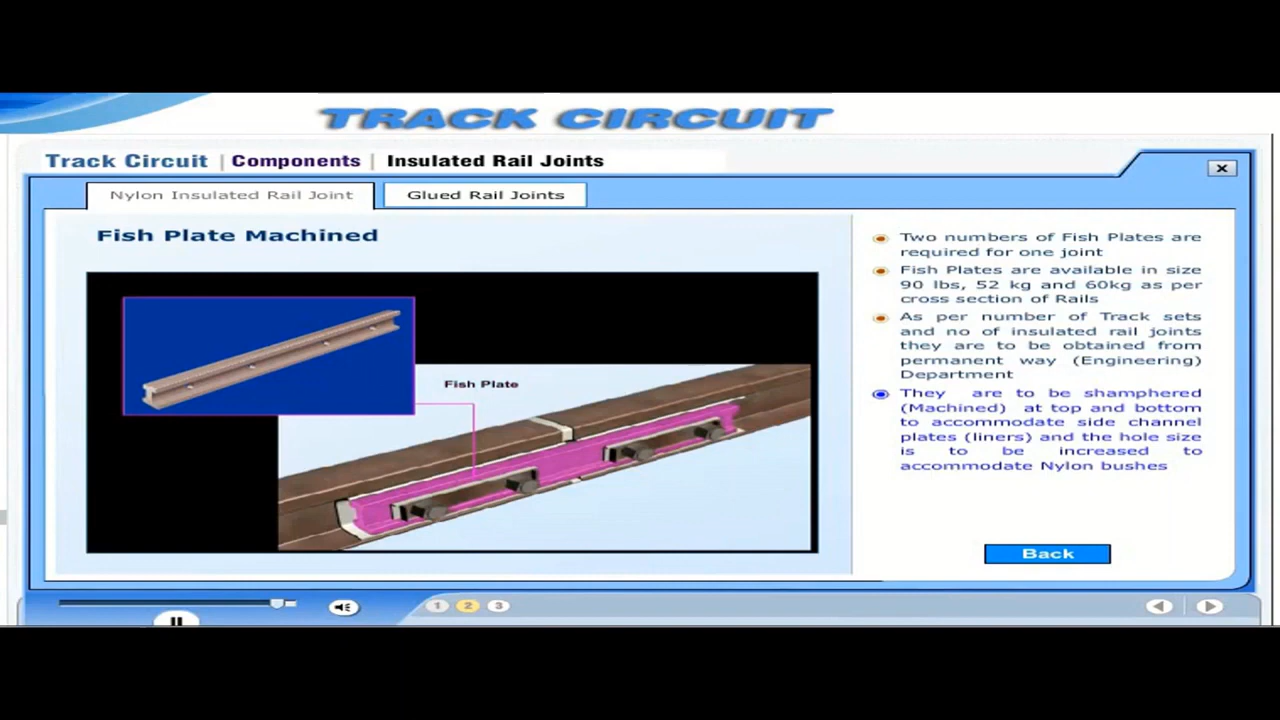 TRACK CIRCUIT
Track Circuit | Components | Insulated Rail Joints
X
Nylon Insulated Rail Joint
Glued Rail Joints
Fish Plate Machined
Fish Plate
Two numbers of Fish Plates are
required for one joint
Fish Plates are available in size
90 lbs, 52 kg and 60kg as per
cross section of Rails
As per number of Track sets
and no of insulated rail joints
they are to be obtained from
permanent way (Engineering)
Department
They are to be shamphered
(Machined) at top and bottom
to accommodate side channel
plates (liners) and the hole size
is to be increased to
accommodate Nylon bushes
Back
1 2 3